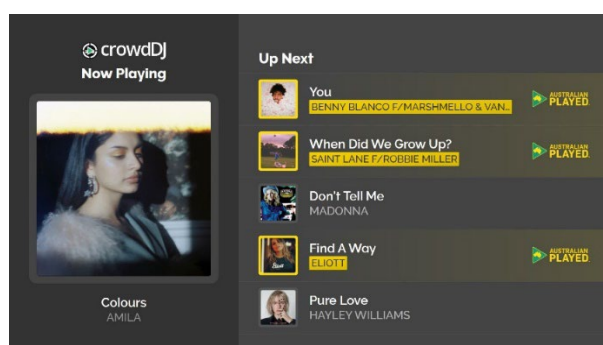 crowdDJ
Now Playing
Colours
AMILA
Up Next
You
BENNY BLANCO F/MARSHMELLO & VAN...
AUSTRALIAN
PLAYED
When Did We Grow Up?
SAINT LANE F/ROBBIE MILLER
AUSTRALIAN
PLAYED
Don't Tell Me
MADONNA
Find A Way
ELIOTT
AUSTRALIAN
PLAYED
Pure Love
HAYLEY WILLIAMS